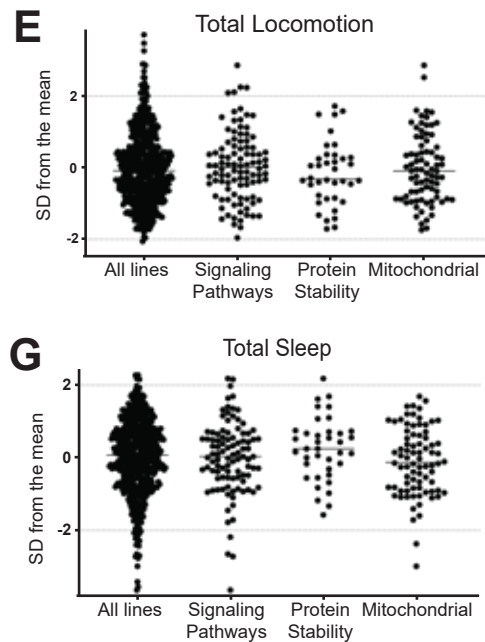 E
Total Locomotion
SD from the mean
2
0
-2
All lines
Signaling
Pathways
Protein
Stability
Mitochondrial
G
Total Sleep
SD from the mean
2
0
-2
All lines
Signaling
Pathways
Protein
Stability
Mitochondrial